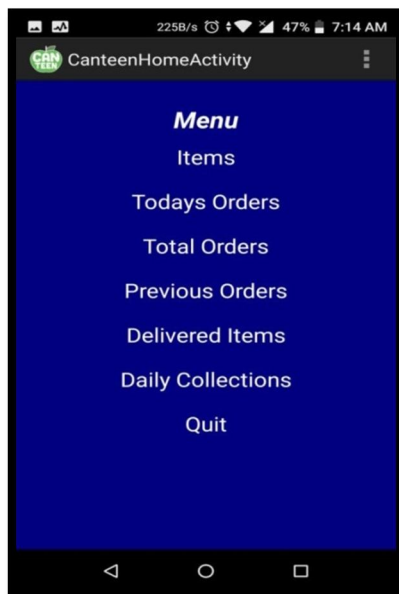 225B/s 47% 7:14 AM
CAN
TEEN
CanteenHomeActivity
Menu
Items
Todays Orders
Total Orders
Previous Orders
Delivered Items
Daily Collections
Quit